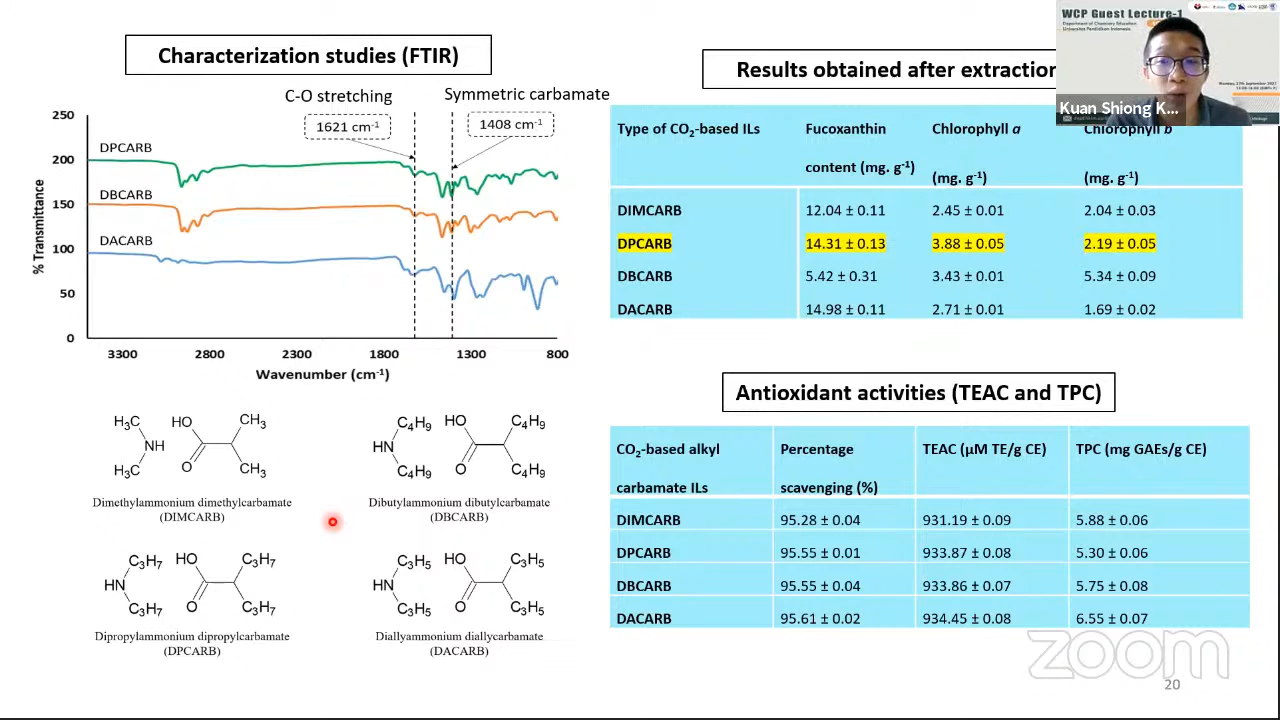 Characterization studies (FTIR)
C-O stretching
Symmetric carbamate
1621 cm-1
1408 cm-1
250
200
150
100
50
0
% Transmittance
DPCARB
DBCARB
DACARB
3300
2800
2300
1800
1300
800
Wavenumber (cm-1)
H3C
NH
H3C
HO
O
CH3
CH3
Dimethylammonium dimethylcarbamate
(DIMCARB)
C4H9
HN
C4H9
HO
O
C4H9
C4H9
Dibutylammonium dibutylcarbamate
(DBCARB)
C3H7
HN
C3H7
HO
O
C3H7
C3H7
Dipropylammonium dipropylcarbamate
(DPCARB)
C3H5
HN
C3H5
HO
O
C3H5
C3H5
Diallyammonium diallycarbamate
(DACARB)
Results obtained after extraction
Type of CO2-based ILs
Fucoxanthin content (mg. g-1)
Chlorophyll a (mg. g-1)
Chlorophyll b (mg. g-1)
DIMCARB 12.04 ± 0.11 2.45 ± 0.01 2.04 ± 0.03
DPCARB 14.31 ± 0.13 3.88 ± 0.05 2.19 ± 0.05
DBCARB 5.42 ± 0.31 3.43 ± 0.01 5.34 ± 0.09
DACARB 14.98 ± 0.11 2.71 ± 0.01 1.69 ± 0.02
Antioxidant activities (TEAC and TPC)
CO2-based alkyl carbamate ILs
Percentage scavenging (%)
TEAC (µM TE/g CE)
TPC (mg GAEs/g CE)
DIMCARB 95.28 ± 0.04 931.19 ± 0.09 5.88 ± 0.06
DPCARB 95.55 ± 0.01 933.87 ± 0.08 5.30 ± 0.06
DBCARB 95.55 ± 0.04 933.86 ± 0.07 5.75 ± 0.08
DACARB 95.61 ± 0.02 934.45 ± 0.08 6.55 ± 0.07
zoom
20
WCP Guest Lecture-1
Department of Chemistry Education
Universitas Pendidikan Indonesia
Kuan Shiong K...